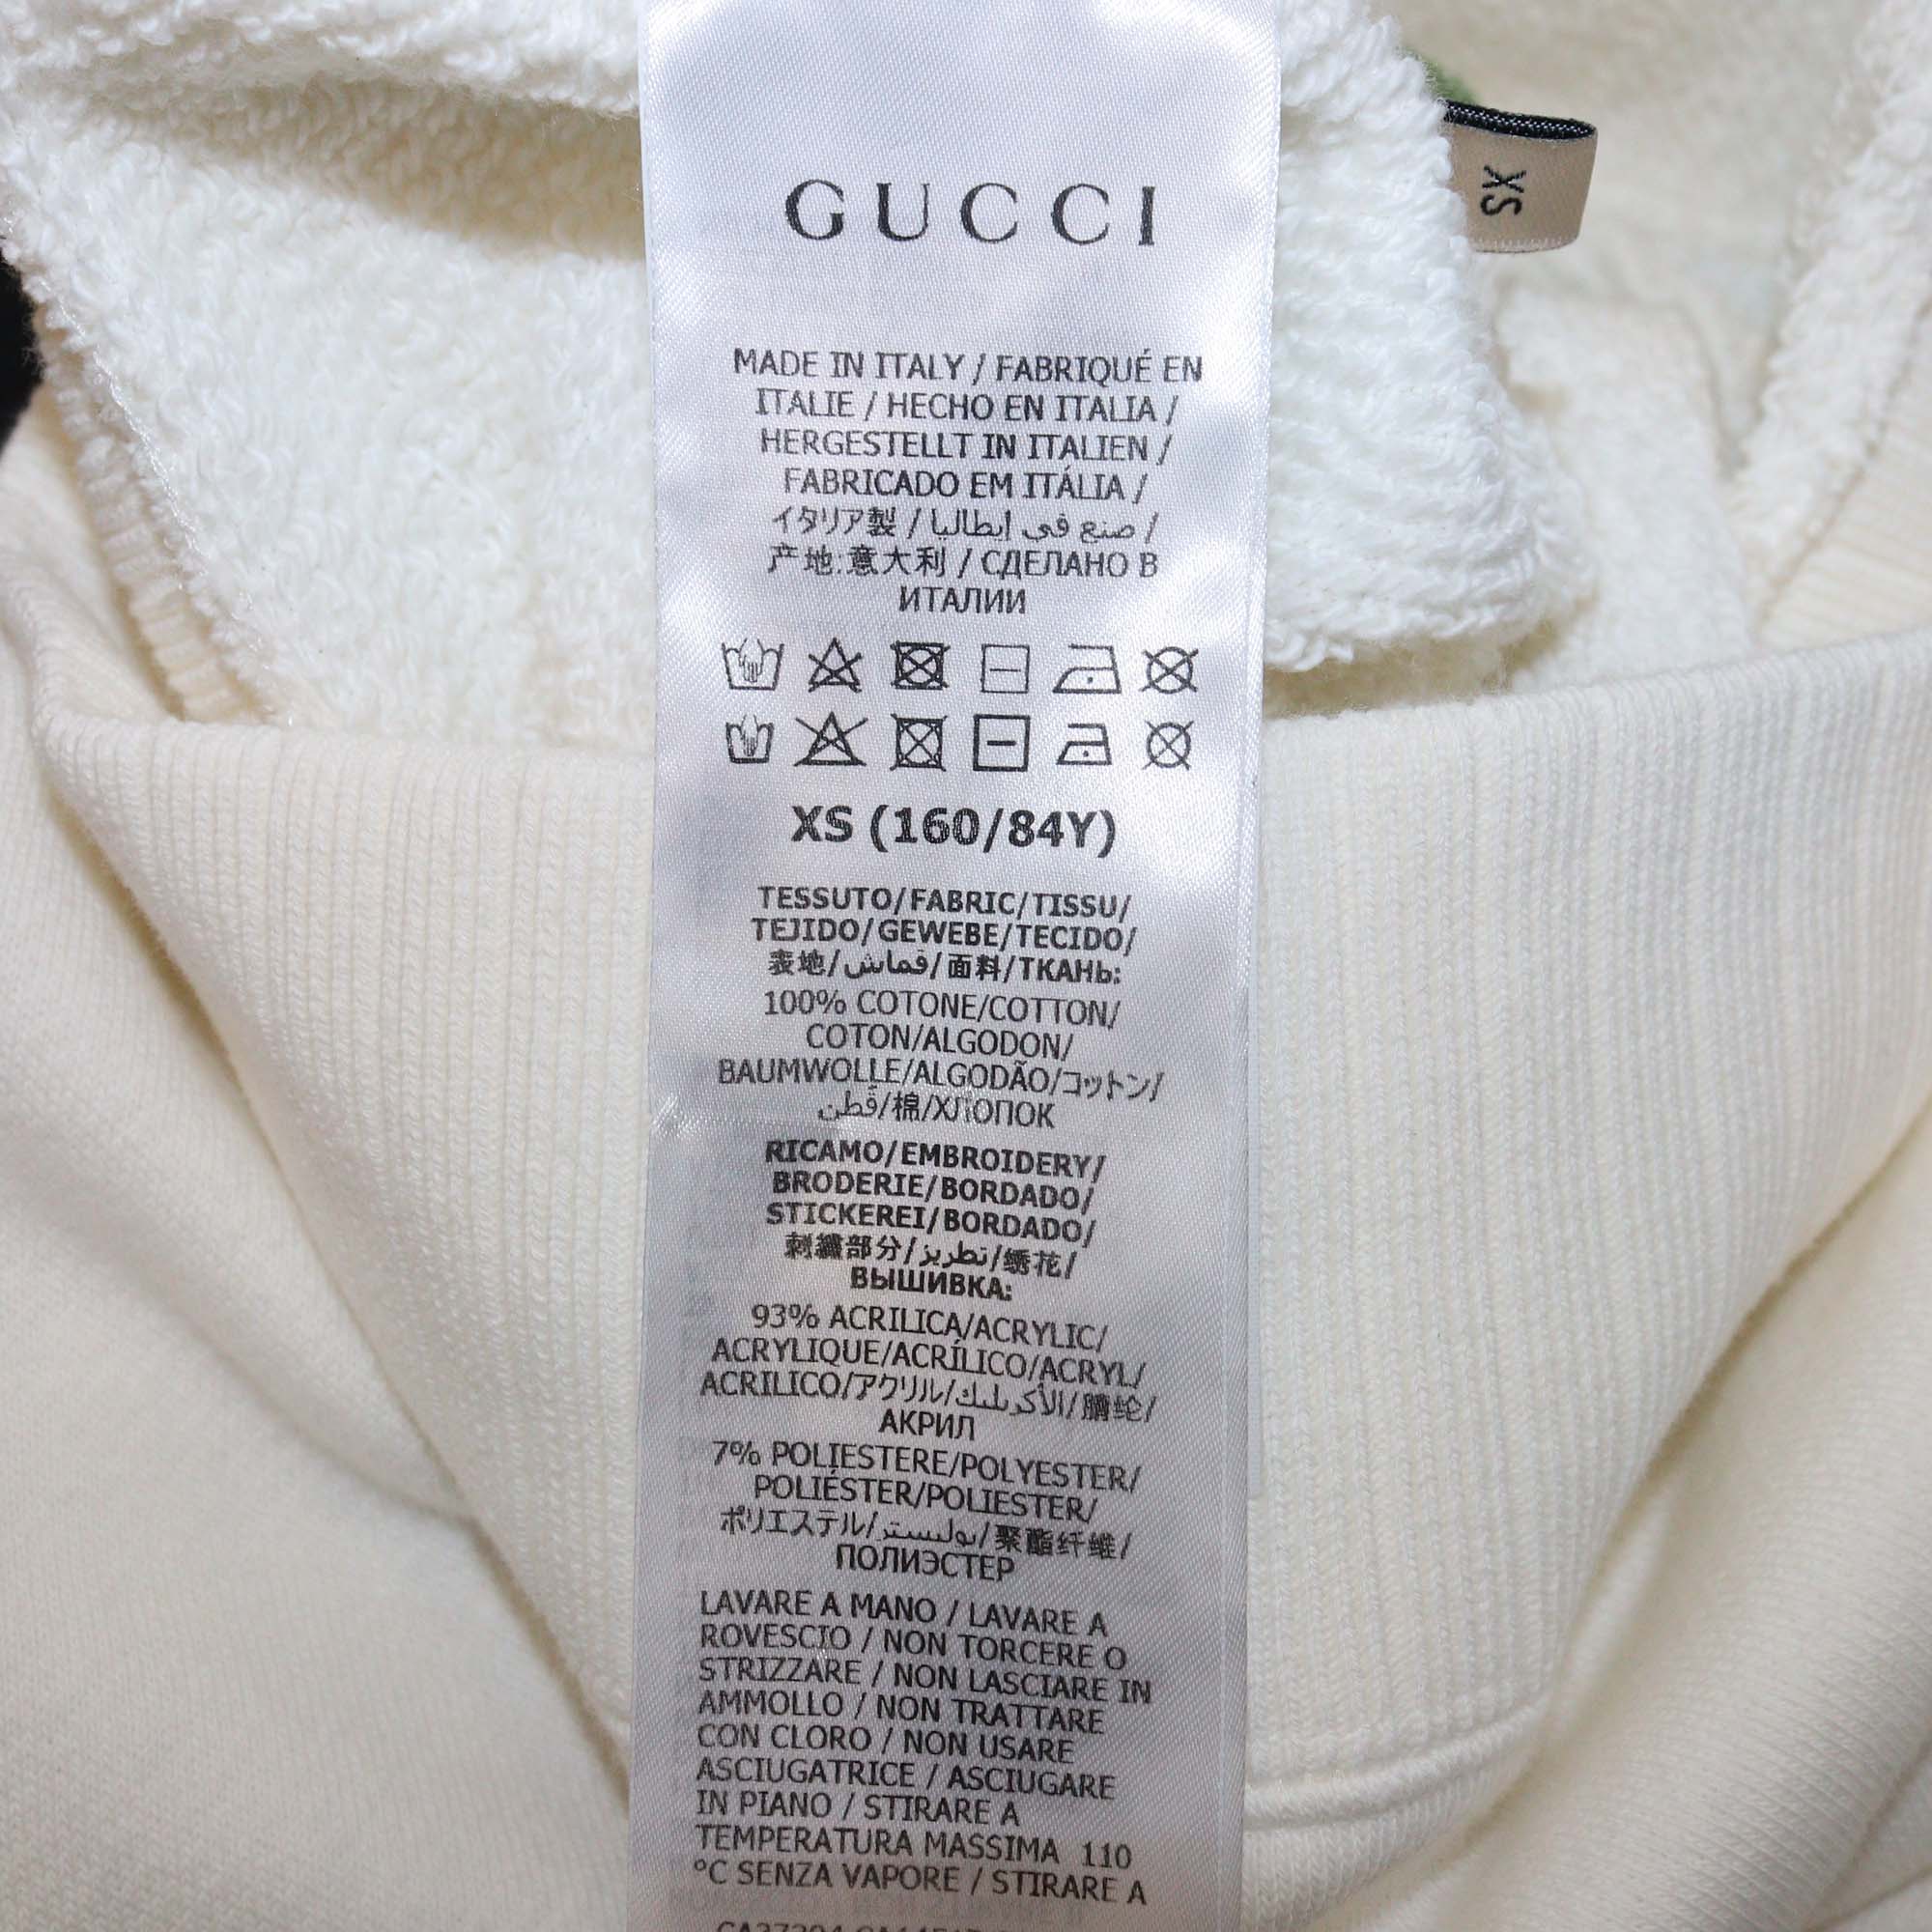 GUCCI
XS
MADE IN ITALY / FABRIQUÉ EN
ITALIE / HECHO EN ITALIA /
HERGESTELLT IN ITALIEN /
FABRICADO EM ITÁLIA /
イタリア製 / صنع في إيطاليا /
产地:意大利 / СДЕЛАНО В
ИТАЛИИ
XS (160/84Y)
TESSUTO/FABRIC/TISSU/
TEJIDO/GEWEBE/TECIDO/
表地/قماش/面料/ТКАНЬ:
100% COTONE/COTTON/
COTON/ALGODON/
BAUMWOLLE/ALGODÃO/コットン/
قطن/棉/ХЛОПОК
RICAMO/EMBROIDERY/
BRODERIE/BORDADO/
STICKEREI/BORDADO/
刺繍部分/تطريز/绣花/
ВЫШИВКА:
93% ACRILICA/ACRYLIC/
ACRYLIQUE/ACRÍLICO/ACRYL/
ACRILICO/アクリル/الأكريليك/腈纶/
АКРИЛ
7% POLIESTERE/POLYESTER/
POLIÉSTER/POLIESTER/
ポリエステル/بوليستر/聚酯纤维/
ПОЛИЭСТЕР
LAVARE A MANO / LAVARE A
ROVESCIO / NON TORCERE O
STRIZZARE / NON LASCIARE IN
AMMOLLO / NON TRATTARE
CON CLORO / NON USARE
ASCIUGATRICE / ASCIUGARE
IN PIANO / STIRARE A
TEMPERATURA MASSIMA 110
°C SENZA VAPORE / STIRARE A